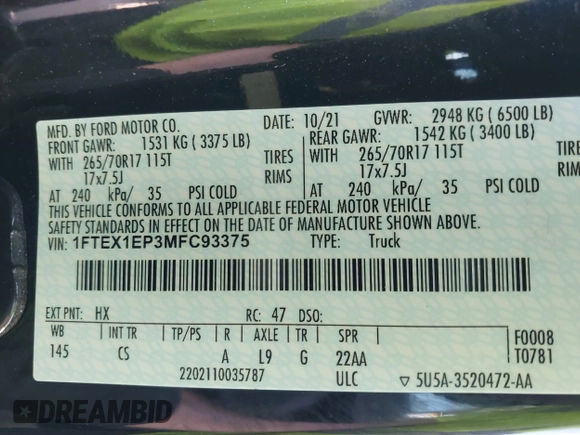 MFD. BY FORD MOTOR CO. DATE: 10/21 GVWR: 2948 KG ( 6500 LB)
FRONT GAWR: 1531 KG ( 3375 LB) REAR GAWR: 1542 KG ( 3400 LB)
WITH 265/70R17 115T TIRES WITH 265/70R17 115T TIRES
17x7.5J RIMS 17x7.5J RIMS
AT 240 kPa/ 35 PSI COLD AT 240 kPa/ 35 PSI COLD
THIS VEHICLE CONFORMS TO ALL APPLICABLE FEDERAL MOTOR VEHICLE
SAFETY STANDARDS IN EFFECT ON THE DATE OF MANUFACTURE SHOWN ABOVE.
VIN: 1FTEX1EP3MFC93375 TYPE: Truck
EXT PNT: HX RC: 47 DSO:
WB INT TR TP/PS R AXLE TR SPR F0008
145 CS A L9 G 22AA T0781
2202110035787 ULC ▽ 5U5A-3520472-AA
DREAMBID